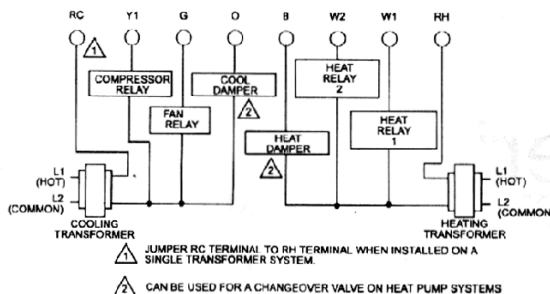 RC Y1 G O B W2 W1 RH
1
COMPRESSOR
RELAY
FAN
RELAY
COOL
DAMPER
2
HEAT
DAMPER
2
HEAT
RELAY
2
HEAT
RELAY
1
L1
(HOT)
L2
(COMMON)
COOLING
TRANSFORMER
L1
(HOT)
L2
(COMMON)
HEATING
TRANSFORMER
1 JUMPER RC TERMINAL TO RH TERMINAL WHEN INSTALLED ON A
SINGLE TRANSFORMER SYSTEM.
2 CAN BE USED FOR A CHANGEOVER VALVE ON HEAT PUMP SYSTEMS